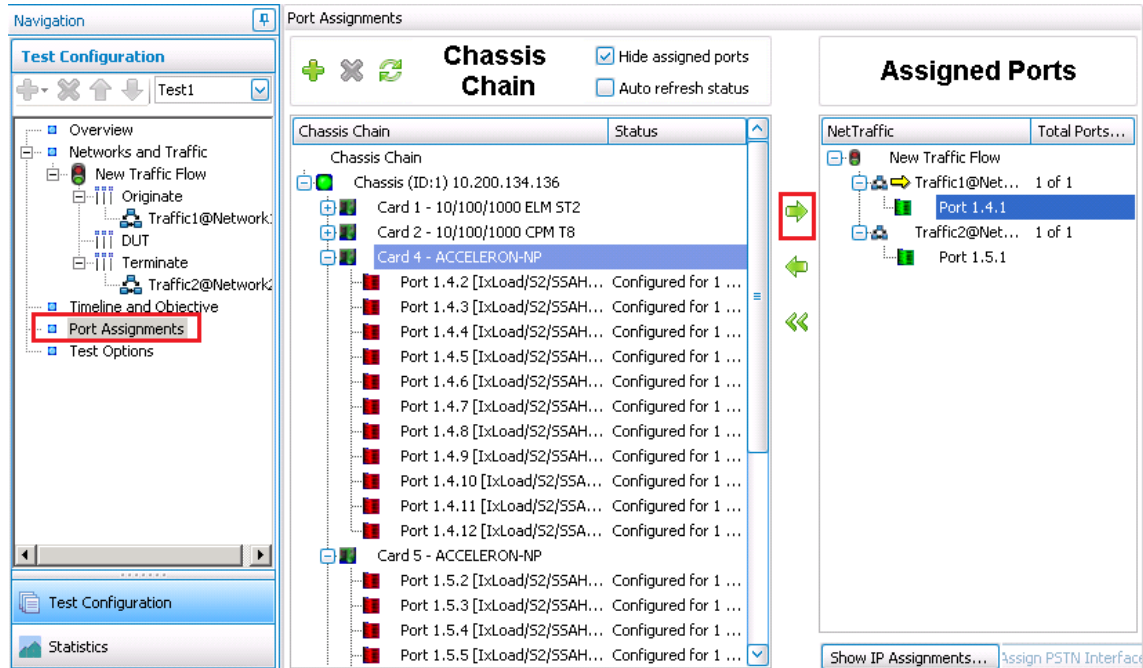 Navigation
Test Configuration
Test1
Overview
Networks and Traffic
New Traffic Flow
Originate
Traffic1@Network
DUT
Terminate
Traffic2@Network
Timeline and Objective
Port Assignments
Test Options
Test Configuration
Statistics
Port Assignments
Chassis Chain
Hide assigned ports
Auto refresh status
Chassis Chain Status
Chassis Chain
Chassis (ID:1) 10.200.134.136
Card 1 - 10/100/1000 ELM ST2
Card 2 - 10/100/1000 CPM T8
Card 4 - ACCELERON-NP
Port 1.4.2 [IxLoad/S2/SSAH... Configured for 1 ...
Port 1.4.3 [IxLoad/S2/SSAH... Configured for 1 ...
Port 1.4.4 [IxLoad/S2/SSAH... Configured for 1 ...
Port 1.4.5 [IxLoad/S2/SSAH... Configured for 1 ...
Port 1.4.6 [IxLoad/S2/SSAH... Configured for 1 ...
Port 1.4.7 [IxLoad/S2/SSAH... Configured for 1 ...
Port 1.4.8 [IxLoad/S2/SSAH... Configured for 1 ...
Port 1.4.9 [IxLoad/S2/SSAH... Configured for 1 ...
Port 1.4.10 [IxLoad/S2/SSA... Configured for 1 ...
Port 1.4.11 [IxLoad/S2/SSA... Configured for 1 ...
Port 1.4.12 [IxLoad/S2/SSA... Configured for 1 ...
Card 5 - ACCELERON-NP
Port 1.5.2 [IxLoad/S2/SSAH... Configured for 1 ...
Port 1.5.3 [IxLoad/S2/SSAH... Configured for 1 ...
Port 1.5.4 [IxLoad/S2/SSAH... Configured for 1 ...
Port 1.5.5 [IxLoad/S2/SSAH... Configured for 1 ...
Assigned Ports
NetTraffic Total Ports...
New Traffic Flow
Traffic1@Net... 1 of 1
Port 1.4.1
Traffic2@Net... 1 of 1
Port 1.5.1
Show IP Assignments... Assign PSTN Interfac